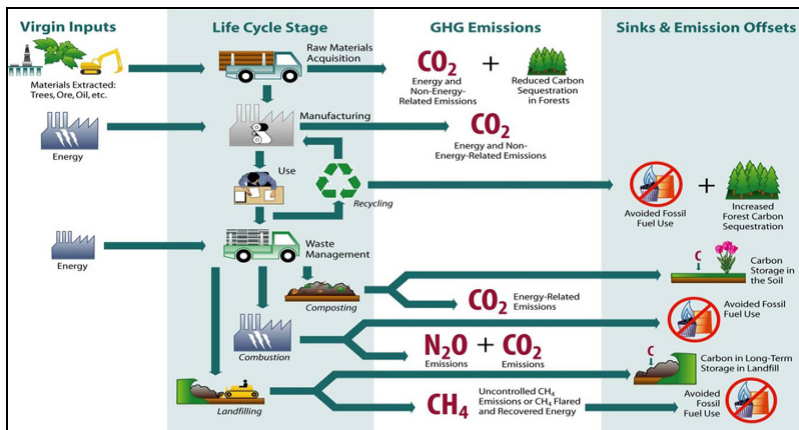 Virgin Inputs
Life Cycle Stage
GHG Emissions
Sinks & Emission Offsets
Materials Extracted:
Trees, Ore, Oil, etc.
Raw Materials
Acquisition
CO2
Energy and
Non-Energy-
Related Emissions
+
Reduced Carbon
Sequestration
in Forests
Energy
Manufacturing
CO2
Energy and Non-
Energy-Related Emissions
Use
Recycling
Avoided Fossil
Fuel Use
+
Increased
Forest Carbon
Sequestration
Energy
Waste
Management
Composting
C
Carbon
Storage in
the Soil
CO2
Energy-Related
Emissions
Combustion
Avoided Fossil
Fuel Use
N2O + CO2
Emissions
Emissions
Landfilling
C
Carbon in Long-Term
Storage in Landfill
CH4
Uncontrolled CH4
Emissions or CH4 Flared
and Recovered Energy
Avoided
Fossil
Fuel Use